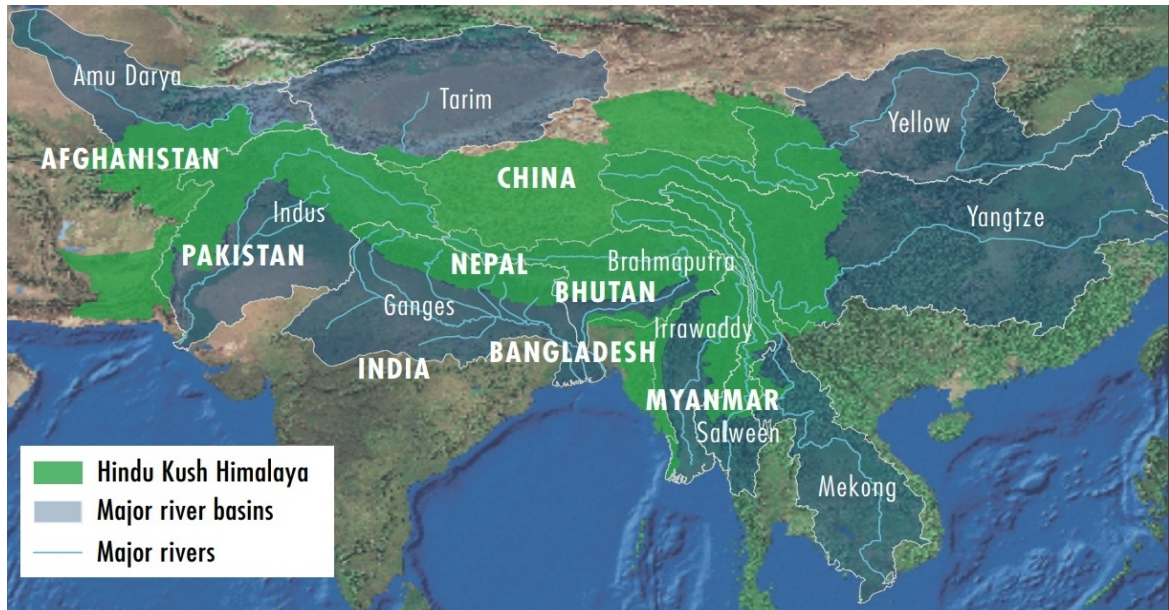 Amu Darya
Tarim
Yellow
AFGHANISTAN
CHINA
Indus
Yangtze
PAKISTAN
NEPAL
Brahmaputra
BHUTAN
Ganges
Irrawaddy
BANGLADESH
INDIA
MYANMAR
Salween
Mekong
Hindu Kush Himalaya
Major river basins
Major rivers